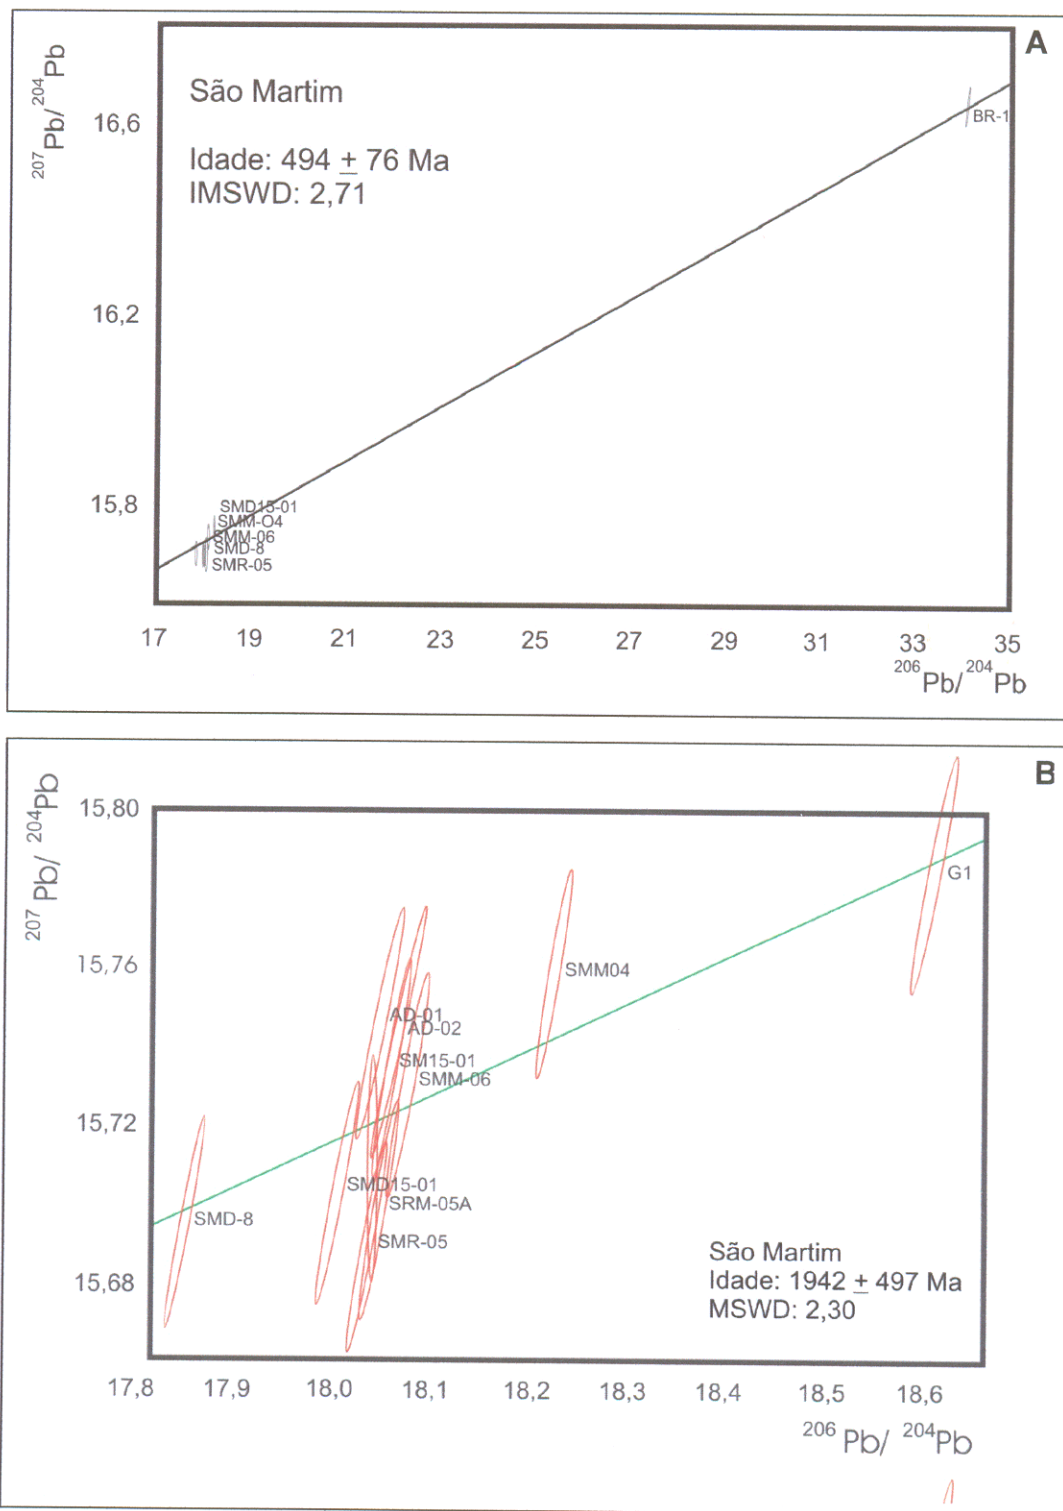 A
207Pb/ 204Pb
São Martim
Idade: 494 ± 76 Ma
IMSWD: 2,71
16,6
16,2
15,8
BR-1
SMD15-01
SMM-O4
SMM-06
SMD-8
SMR-05
17 19 21 23 25 27 29 31 33 35
206Pb/ 204Pb
B
207 Pb/ 204Pb
15,80
15,76
15,72
15,68
G1
SMM04
AD-01
AD-02
SM15-01
SMM-06
SMD15-01
SRM-05A
SMD-8
SMR-05
São Martim
Idade: 1942 ± 497 Ma
MSWD: 2,30
17,8 17,9 18,0 18,1 18,2 18,3 18,4 18,5 18,6
206 Pb/ 204Pb